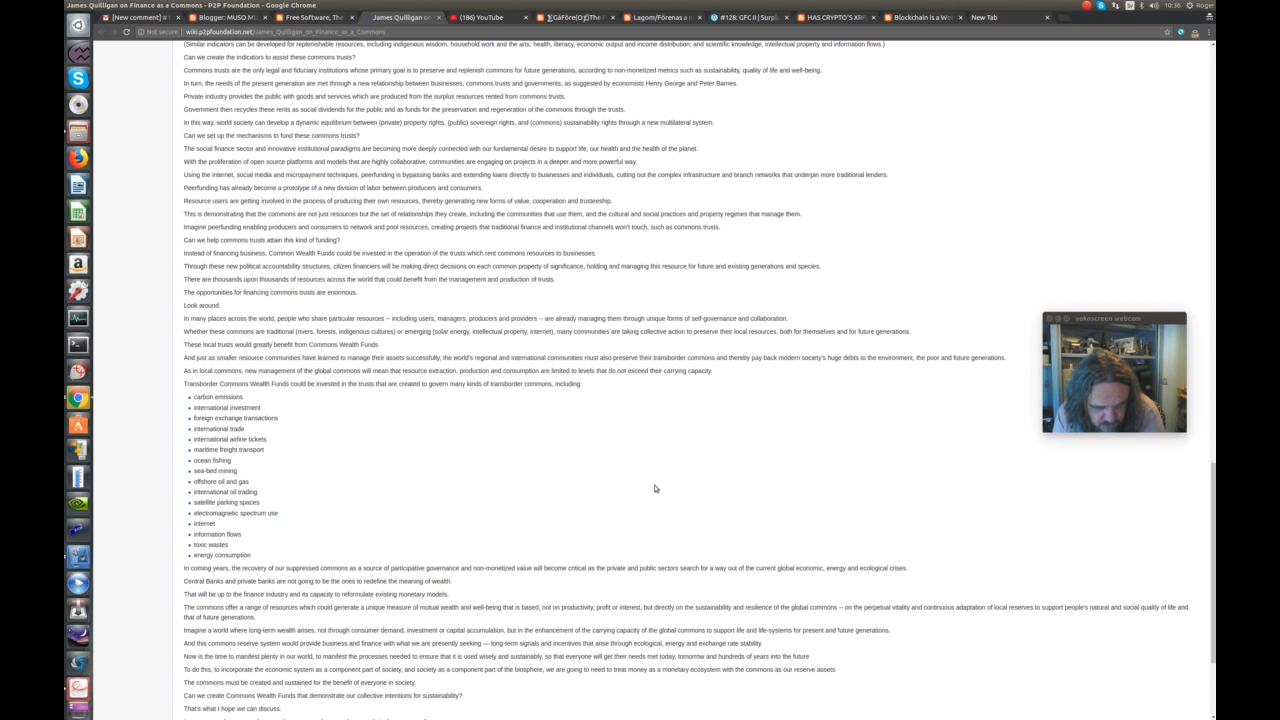 James Quilligan on Finance as a Commons - P2P Foundation - Google Chrome
10:36 Roger
[New comment] #1
Blogger: MUSO M
Free Software, The
James Quilligan on
(186) YouTube
Lagom/Förenas a
#128: GFC II | Surpl
HAS CRYPTO'S XRP
Blockchain is a Wo
New Tab
Not secure | wiki.p2pfoundation.net/James_Quilligan_on_Finance_as_a_Commons
(Similar indicators can be developed for replenishable resources, including indigenous wisdom, household work and the arts; health, literacy, economic output and income distribution; and scientific knowledge, intellectual property and information flows.)
Can we create the indicators to assist these commons trusts?
Commons trusts are the only legal and fiduciary institutions whose primary goal is to preserve and replenish commons for future generations, according to non-monetized metrics such as sustainability, quality of life and well-being.
In turn, the needs of the present generation are met through a new relationship between businesses, commons trusts and governments, as suggested by economists Henry George and Peter Barnes.
Private industry provides the public with goods and services which are produced from the surplus resources rented from commons trusts.
Government then recycles these rents as social dividends for the public and as funds for the preservation and regeneration of the commons through the trusts.
In this way, world society can develop a dynamic equilibrium between (private) property rights, (public) sovereign rights, and (commons) sustainability rights through a new multilateral system.
Can we set up the mechanisms to fund these commons trusts?
The social finance sector and innovative institutional paradigms are becoming more deeply connected with our fundamental desire to support life, our health and the health of the planet.
With the proliferation of open source platforms and models that are highly collaborative, communities are engaging on projects in a deeper and more powerful way.
Using the internet, social media and micropayment techniques, peerfunding is bypassing banks and extending loans directly to businesses and individuals, cutting out the complex infrastructure and branch networks that underpin more traditional lenders.
Peerfunding has already become a prototype of a new division of labor between producers and consumers.
Resource users are getting involved in the process of producing their own resources, thereby generating new forms of value, cooperation and trusteeship.
This is demonstrating that the commons are not just resources but the set of relationships they create, including the communities that use them, and the cultural and social practices and property regimes that manage them.
Imagine peerfunding enabling producers and consumers to network and pool resources, creating projects that traditional finance and institutional channels won't touch, such as commons trusts.
Can we help commons trusts attain this kind of funding?
Instead of financing business, Common Wealth Funds could be invested in the operation of the trusts which rent commons resources to businesses.
Through these new political accountability structures, citizen financiers will be making direct decisions on each common property of significance, holding and managing this resource for future and existing generations and species.
There are thousands upon thousands of resources across the world that could benefit from the management and production of trusts.
The opportunities for financing commons trusts are enormous.
Look around.
In many places across the world, people who share particular resources -- including users, managers, producers and providers -- are already managing them through unique forms of self-governance and collaboration.
Whether these commons are traditional (rivers, forests, indigenous cultures) or emerging (solar energy, intellectual property, internet), many communities are taking collective action to preserve their local resources, both for themselves and for future generations.
These local trusts would greatly benefit from Commons Wealth Funds.
And just as smaller resource communities have learned to manage their assets successfully, the world's regional and international communities must also preserve their transborder commons and thereby pay back modern society's huge debts to the environment, the poor and future generations.
As in local commons, new management of the global commons will mean that resource extraction, production and consumption are limited to levels that do not exceed their carrying capacity.
Transborder Commons Wealth Funds could be invested in the trusts that are created to govern many kinds of transborder commons, including:
carbon emissions
international investment
foreign exchange transactions
international trade
international airline tickets
maritime freight transport
ocean fishing
sea-bed mining
offshore oil and gas
international oil trading
satellite parking spaces
electromagnetic spectrum use
internet
information flows
toxic wastes
energy consumption
vokoscreen webcam
In coming years, the recovery of our suppressed commons as a source of participative governance and non-monetized value will become critical as the private and public sectors search for a way out of the current global economic, energy and ecological crises.
Central Banks and private banks are not going to be the ones to redefine the meaning of wealth.
That will be up to the finance industry and its capacity to reformulate existing monetary models.
The commons offer a range of resources which could generate a unique measure of mutual wealth and well-being that is based, not on productivity, profit or interest, but directly on the sustainability and resilience of the global commons -- on the perpetual vitality and continuous adaptation of local reserves to support people's natural and social quality of life and
that of future generations.
Imagine a world where long-term wealth arises, not through consumer demand, investment or capital accumulation, but in the enhancement of the carrying capacity of the global commons to support life and life-systems for present and future generations.
And this commons reserve system would provide business and finance with what we are presently seeking — long-term signals and incentives that arise through ecological, energy and exchange rate stability.
Now is the time to manifest plenty in our world, to manifest the processes needed to ensure that it is used wisely and sustainably, so that everyone will get their needs met today, tomorrow and hundreds of years into the future
To do this, to incorporate the economic system as a component part of society, and society as a component part of the biosphere, we are going to need to treat money as a monetary ecosystem with the commons as our reserve assets
The commons must be created and sustained for the benefit of everyone in society.
Can we create Commons Wealth Funds that demonstrate our collective intentions for sustainability?
That's what I hope we can discuss.